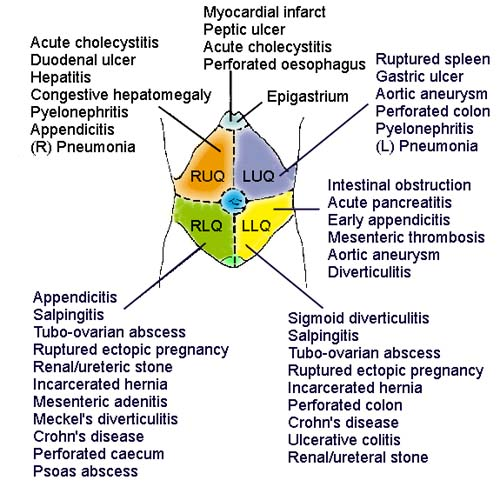 Myocardial infarct
Peptic ulcer
Acute cholecystitis
Perforated oesophagus
Acute cholecystitis
Duodenal ulcer
Hepatitis
Congestive hepatomegaly
Pyelonephritis
Appendicitis
(R) Pneumonia
Epigastrium
Ruptured spleen
Gastric ulcer
Aortic aneurysm
Perforated colon
Pyelonephritis
(L) Pneumonia
RUQ
LUQ
RLQ
LLQ
Intestinal obstruction
Acute pancreatitis
Early appendicitis
Mesenteric thrombosis
Aortic aneurysm
Diverticulitis
Appendicitis
Salpingitis
Tubo-ovarian abscess
Ruptured ectopic pregnancy
Renal/ureteric stone
Incarcerated hernia
Mesenteric adenitis
Meckel's diverticulitis
Crohn's disease
Perforated caecum
Psoas abscess
Sigmoid diverticulitis
Salpingitis
Tubo-ovarian abscess
Ruptured ectopic pregnancy
Incarcerated hernia
Perforated colon
Crohn's disease
Ulcerative colitis
Renal/ureteral stone